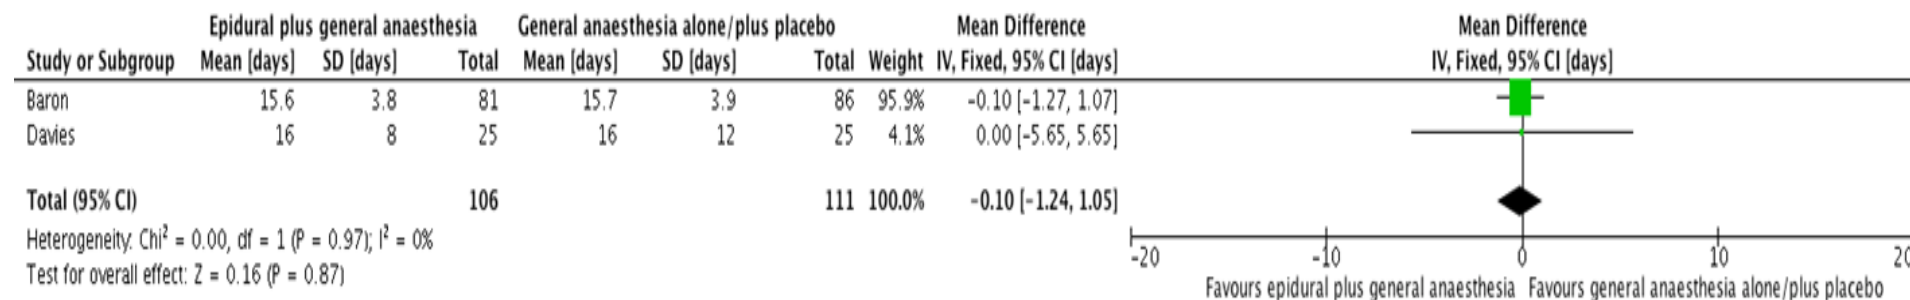 Epidural plus general anaesthesia General anaesthesia alone/plus placebo Mean Difference Mean Difference
Study or Subgroup Mean [days] SD [days] Total Mean [days] SD [days] Total Weight IV, Fixed, 95% CI [days] IV, Fixed, 95% CI [days]
Baron 15.6 3.8 81 15.7 3.9 86 95.9% -0.10 [-1.27, 1.07]
Davies 16 8 25 16 12 25 4.1% 0.00 [-5.65, 5.65]
Total (95% CI) 106 111 100.0% -0.10 [-1.24, 1.05]
Heterogeneity: Chi² = 0.00, df = 1 (P = 0.97); I² = 0%
Test for overall effect: Z = 0.16 (P = 0.87)
-20 -10 0 10 20
Favours epidural plus general anaesthesia Favours general anaesthesia alone/plus placebo